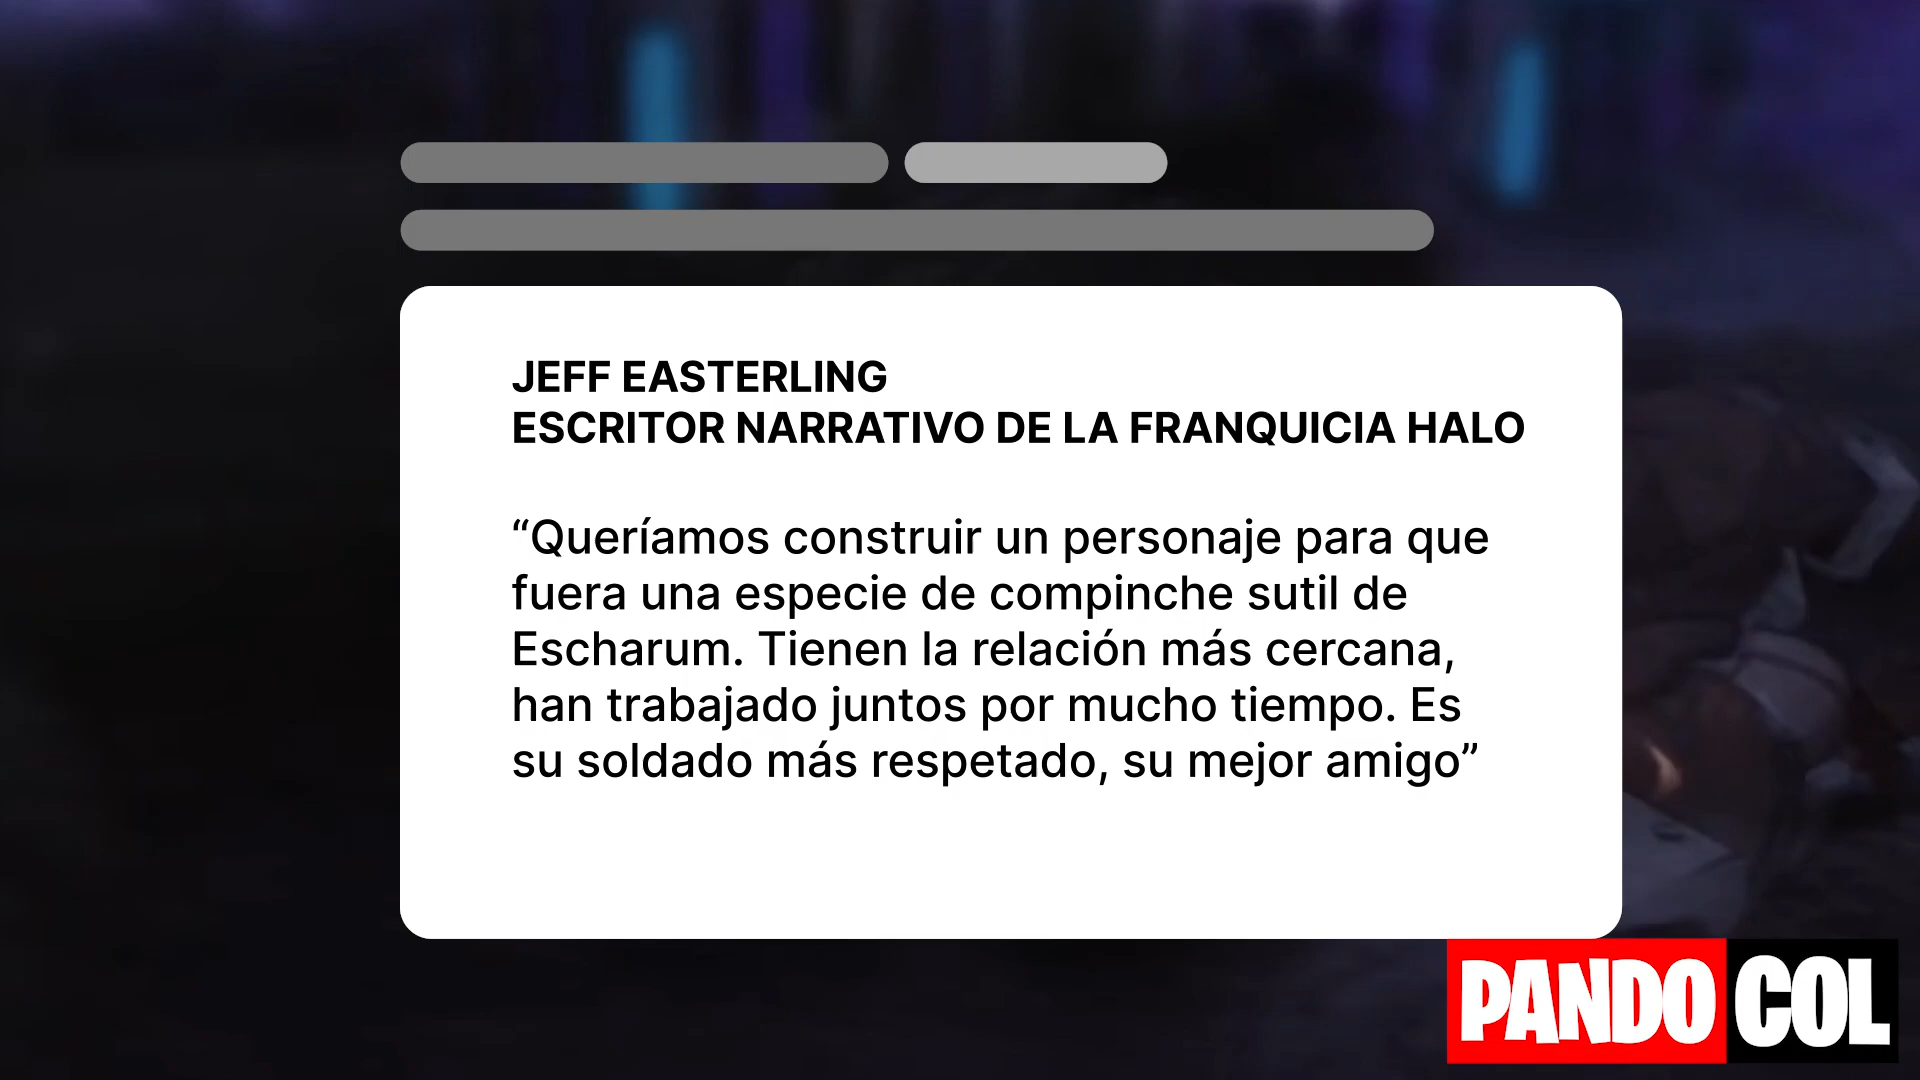 JEFF EASTERLING
ESCRITOR NARRATIVO DE LA FRANQUICIA HALO
“Queríamos construir un personaje para que
fuera una especie de compinche sutil de
Escharum. Tienen la relación más cercana,
han trabajado juntos por mucho tiempo. Es
su soldado más respetado, su mejor amigo”
PANDO COL